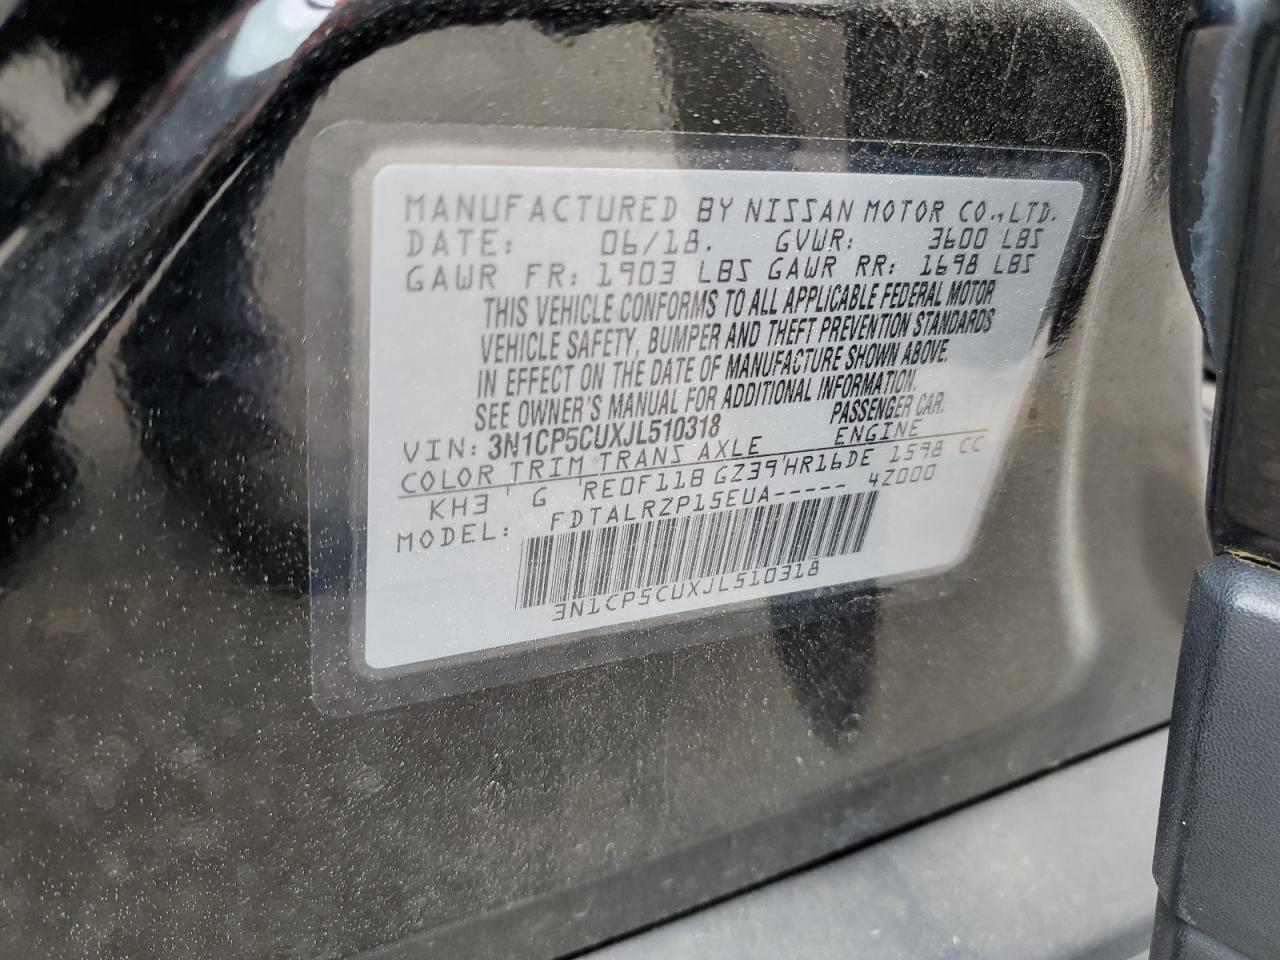 MANUFACTURED BY NISSAN MOTOR CO.,LTD.
DATE: 06/18. GVWR: 3600 LBS
GAWR FR: 1903 LBS GAWR RR: 1698 LBS
THIS VEHICLE CONFORMS TO ALL APPLICABLE FEDERAL MOTOR
VEHICLE SAFETY, BUMPER AND THEFT PREVENTION STANDARDS
IN EFFECT ON THE DATE OF MANUFACTURE SHOWN ABOVE.
SEE OWNER'S MANUAL FOR ADDITIONAL INFORMATION.
VIN: 3N1CP5CUXJL510318 PASSENGER CAR.
COLOR TRIM TRANS AXLE ENGINE
KH3 G RE0F11B GZ39 HR16DE 1598 CC
MODEL: FDTALRZP15EUA----- 4Z000
3N1CP5CUXJL510318